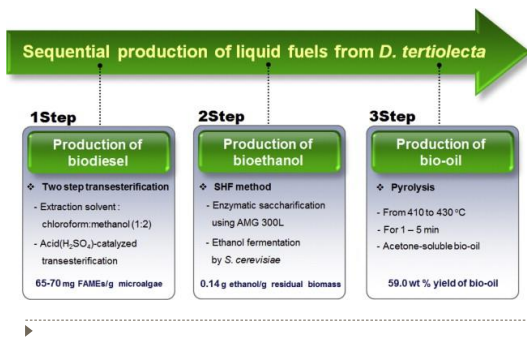 Sequential production of liquid fuels from D. tertiolecta
1Step
Production of
biodiesel
❖ Two step transesterification
- Extraction solvent :
chloroform:methanol (1:2)
- Acid(H₂SO₄)-catalyzed
transesterification
65-70 mg FAMEs/g microalgae
2Step
Production of
bioethanol
❖ SHF method
- Enzymatic saccharification
using AMG 300L
- Ethanol fermentation
by S. cerevisiae
0.14 g ethanol/g residual biomass
3Step
Production of
bio-oil
❖ Pyrolysis
- From 410 to 430 °C
- For 1 – 5 min
- Acetone-soluble bio-oil
59.0 wt % yield of bio-oil